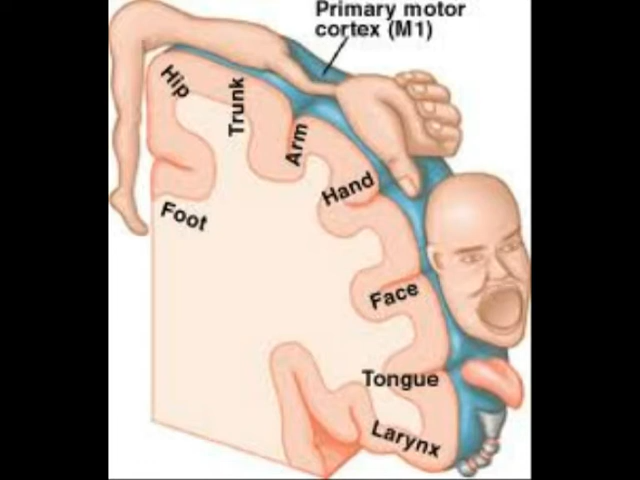 Primary motor
cortex (M1)
Hip
Trunk
Arm
Hand
Foot
Face
Tongue
Larynx